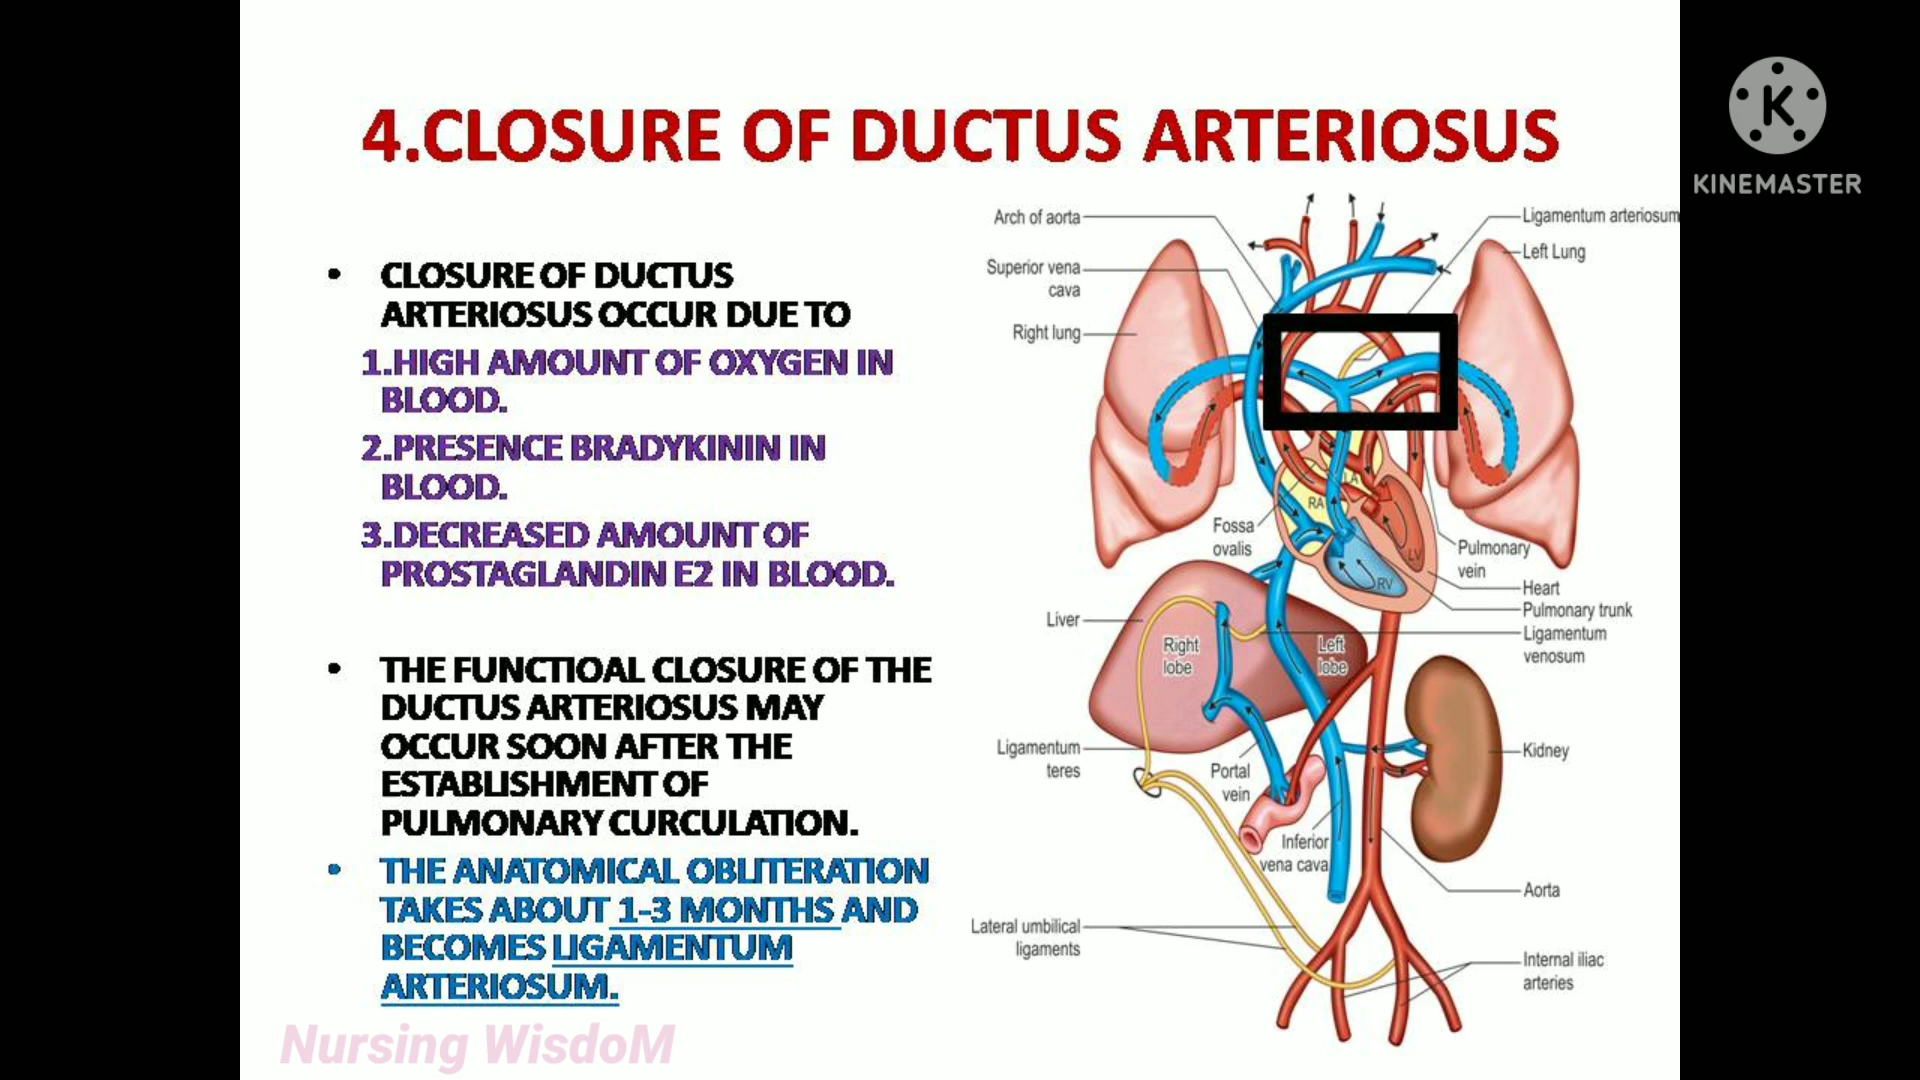 4.CLOSURE OF DUCTUS ARTERIOSUS
K
KINEMASTER
• CLOSURE OF DUCTUS
ARTERIOSUS OCCUR DUE TO
1.HIGH AMOUNT OF OXYGEN IN
BLOOD.
2.PRESENCE BRADYKININ IN
BLOOD.
3.DECREASED AMOUNT OF
PROSTAGLANDIN E2 IN BLOOD.
• THE FUNCTIOAL CLOSURE OF THE
DUCTUS ARTERIOSUS MAY
OCCUR SOON AFTER THE
ESTABLISHMENT OF
PULMONARY CURCULATION.
• THE ANATOMICAL OBLITERATION
TAKES ABOUT 1-3 MONTHS AND
BECOMES LIGAMENTUM
ARTERIOSUM.
Nursing WisdoM
Arch of aorta
Superior vena
cava
Right lung
Ligamentum arteriosum
Left Lung
LA
RA
LV
RV
Fossa
ovalis
Pulmonary
vein
Heart
Pulmonary trunk
Ligamentum
venosum
Liver
Right
lobe
Left
lobe
Ligamentum
teres
Portal
vein
Kidney
Inferior
vena cava
Aorta
Lateral umbilical
ligaments
Internal iliac
arteries